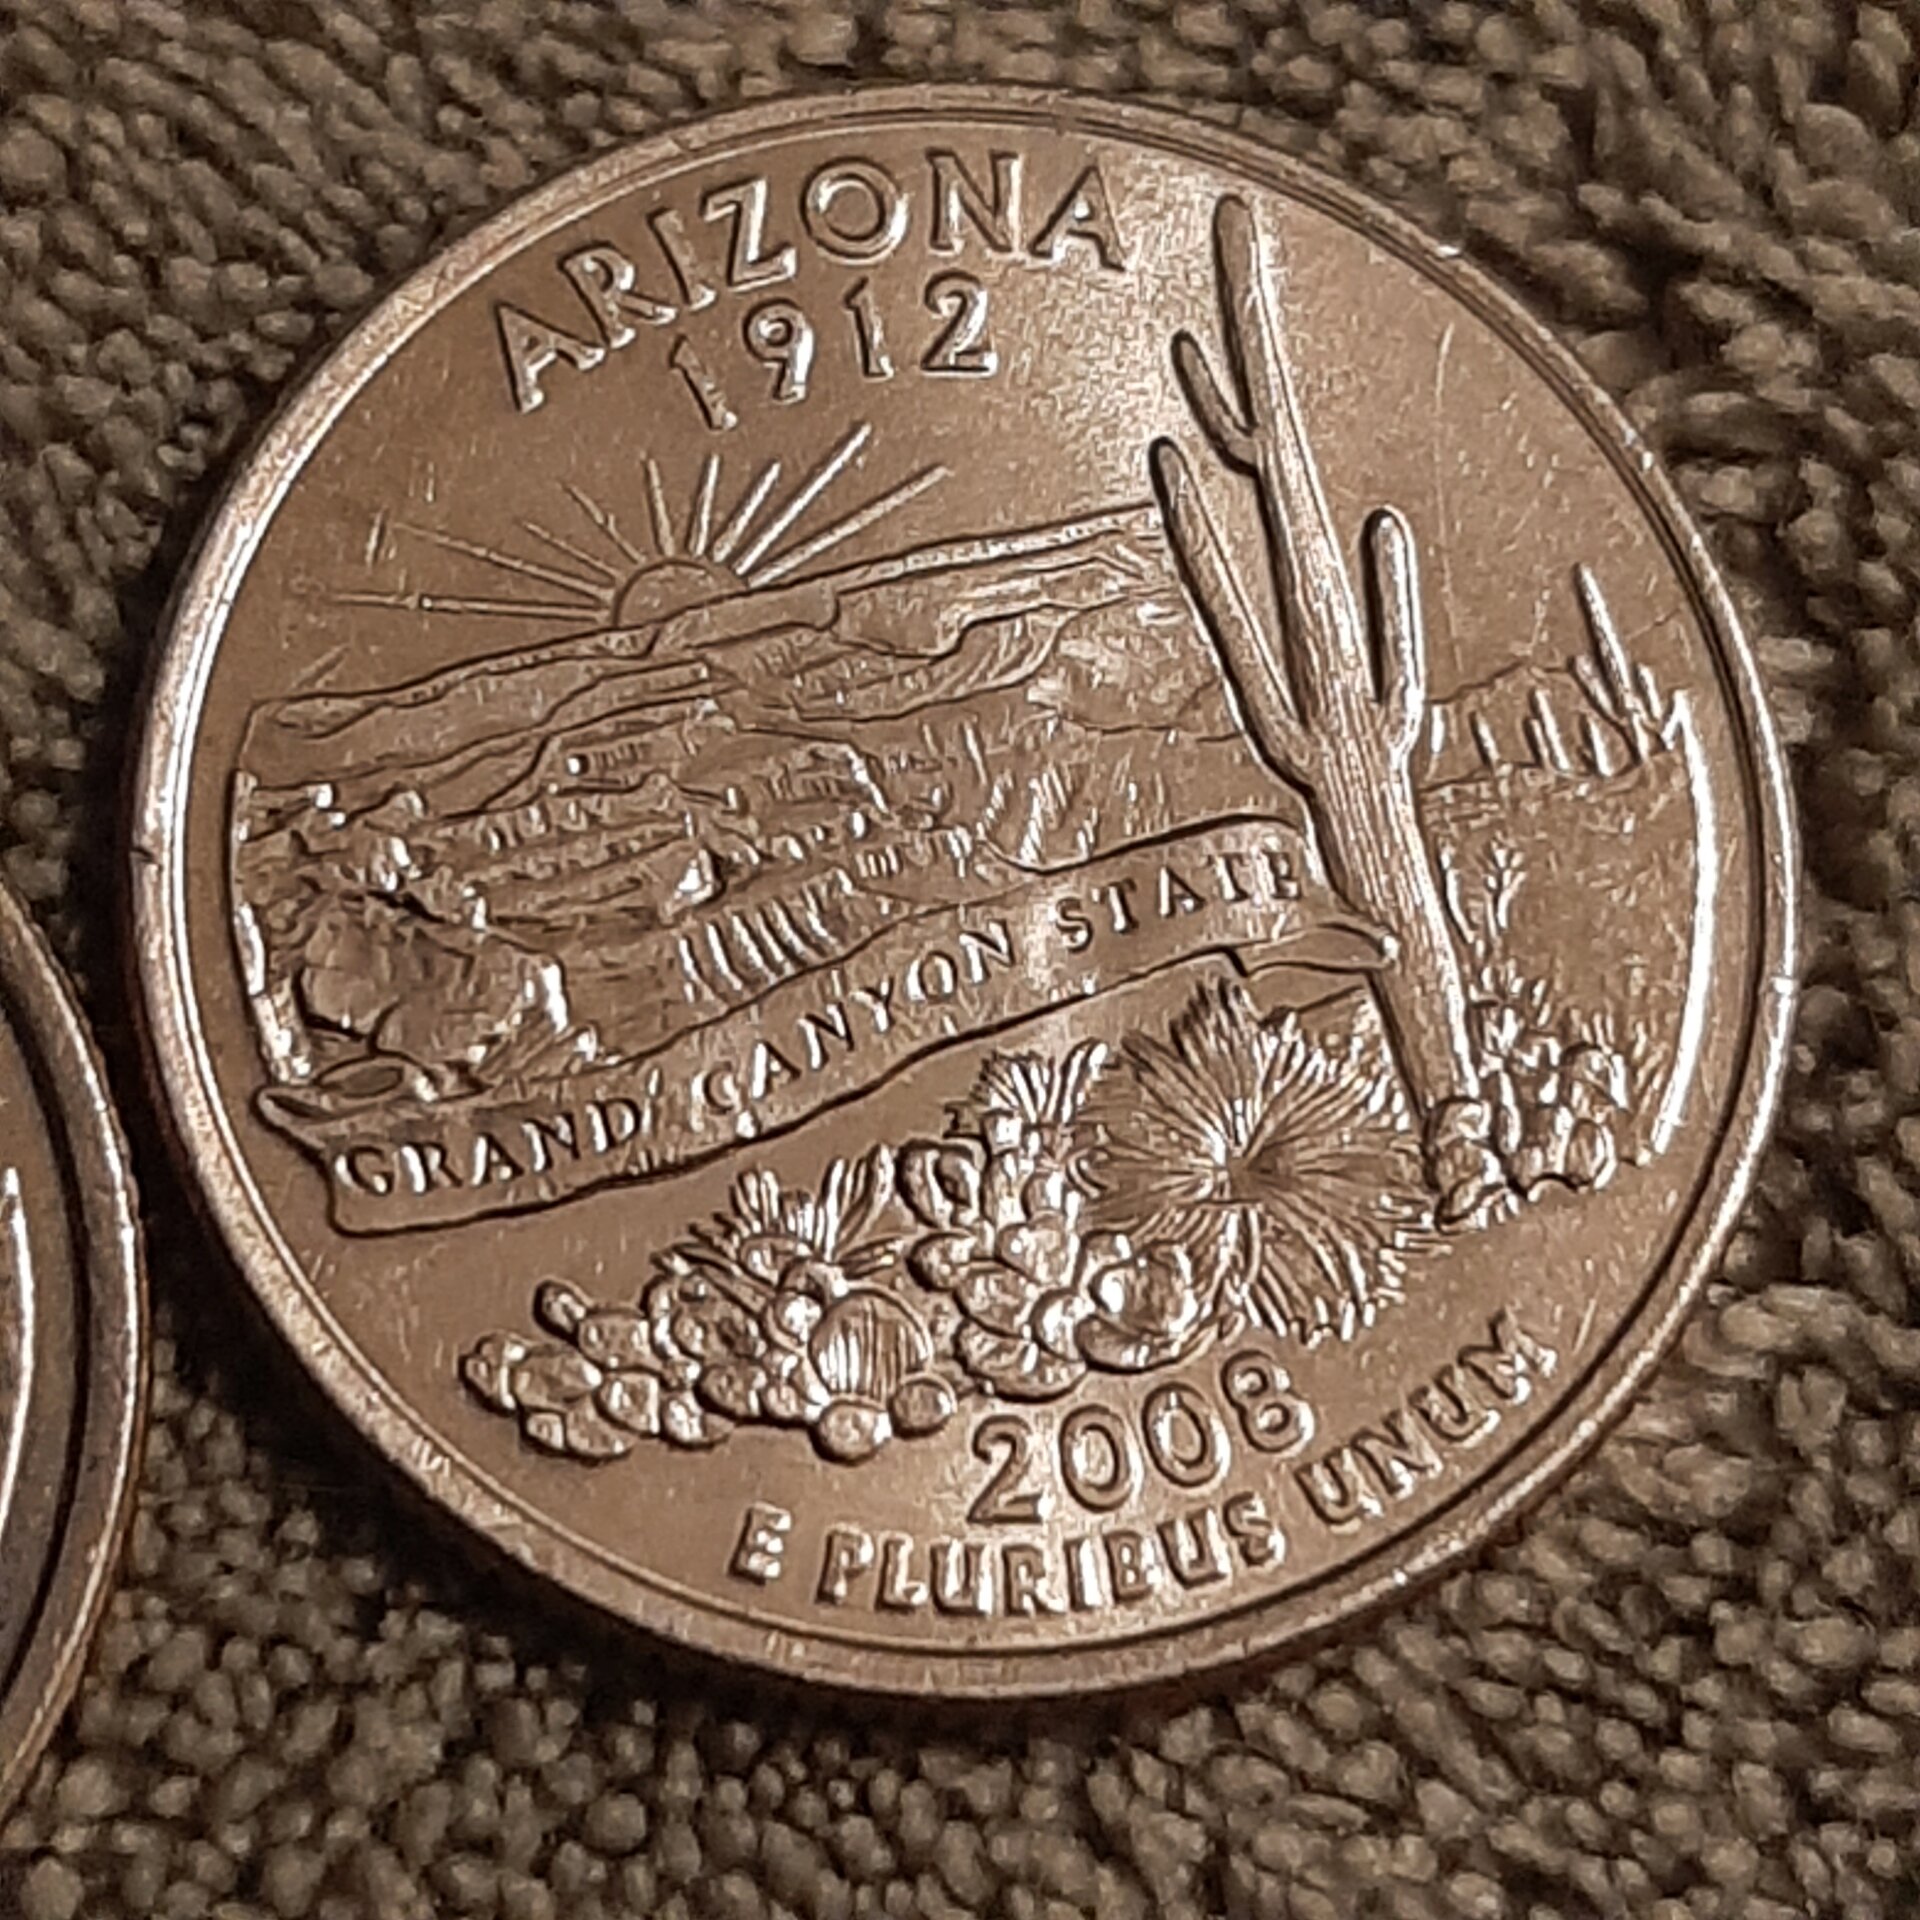 ARIZONA
1912
GRAND CANYON STATE
2008
E PLURIBUS UNUM